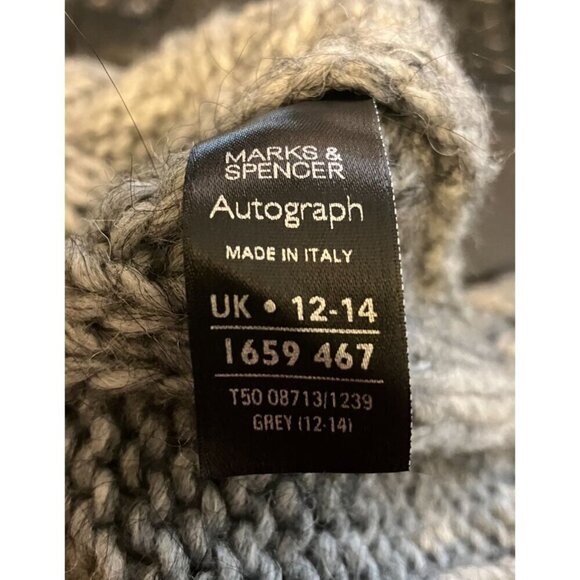 MARKS &
SPENCER
Autograph
MADE IN ITALY
UK • 12-14
1659 467
T50 08713/1239
GREY (12-14)